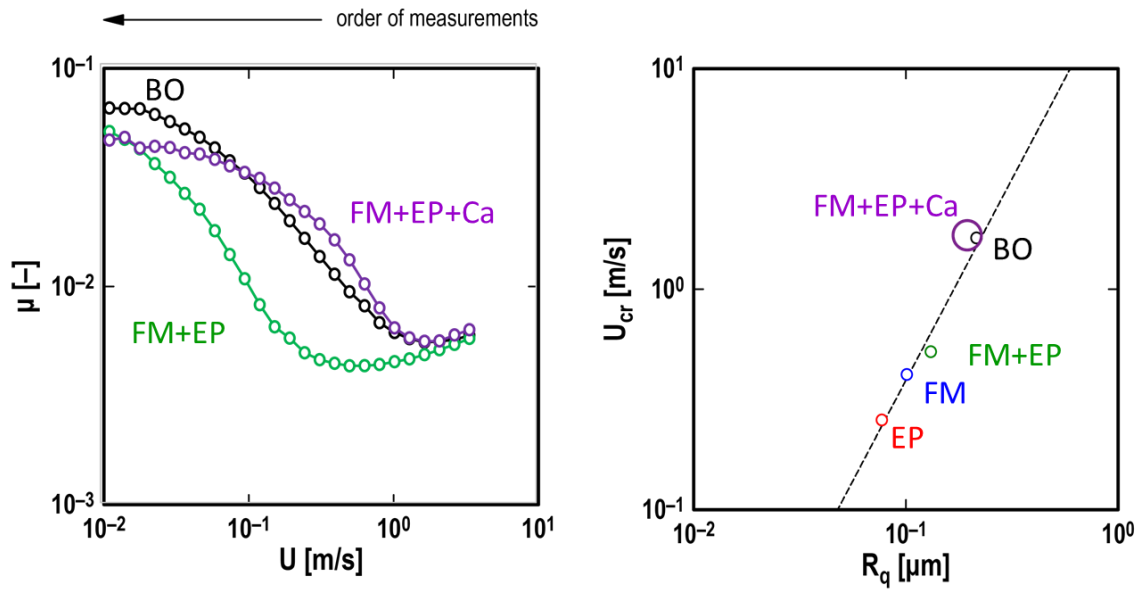 order of measurements
10⁻¹
BO
FM+EP+Ca
μ [–]
10⁻²
FM+EP
10⁻³
10⁻²
10⁻¹
10⁰
10¹
U [m/s]
10¹
FM+EP+Ca
BO
Ucr [m/s]
10⁰
FM+EP
FM
EP
10⁻¹
10⁻²
10⁻¹
10⁰
Rq [μm]